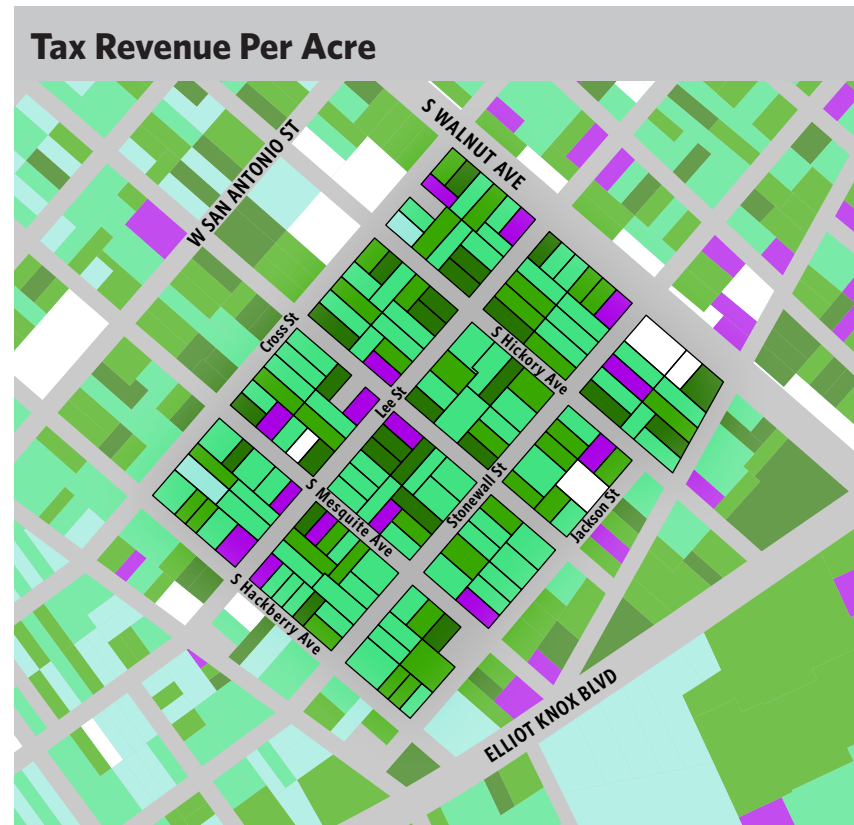 Tax Revenue Per Acre
S WALNUT AVE
W SAN ANTONIO ST
Cross St
S Hickory Ave
Lee St
Stonewall St
S Mesquite Ave
Jackson St
S Hackberry Ave
ELLIOT KNOX BLVD